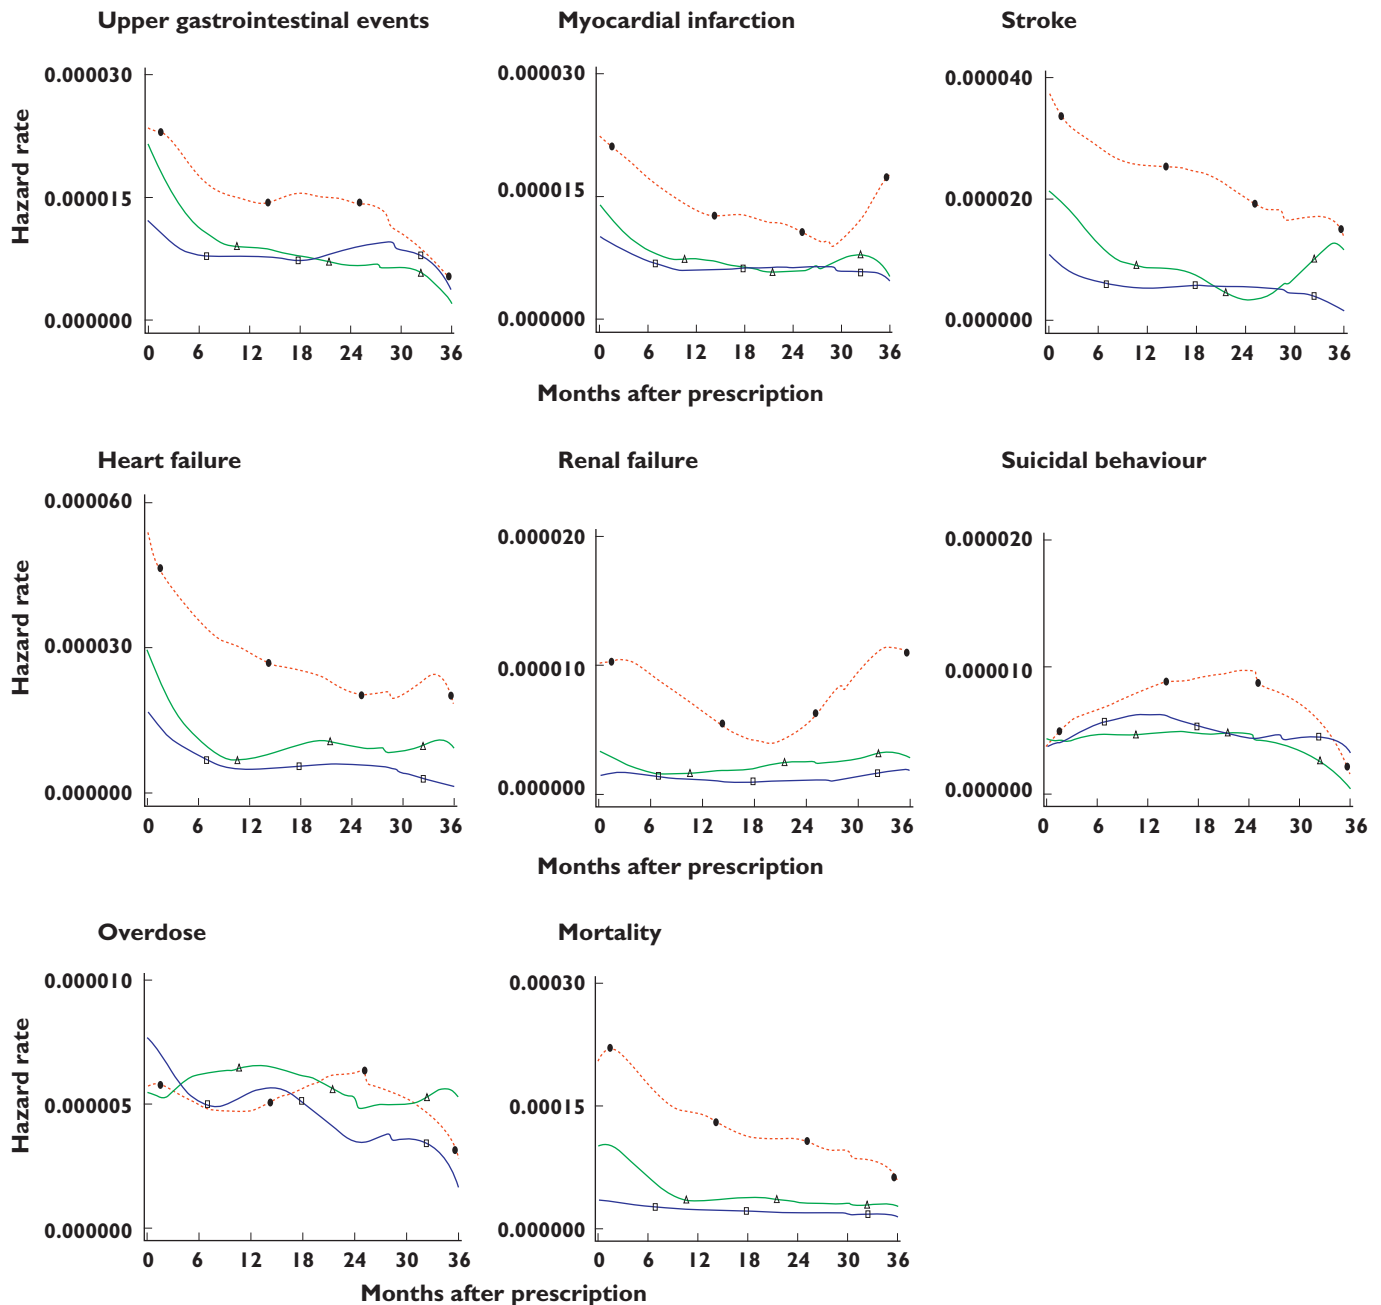 Upper gastrointestinal events Myocardial infarction Stroke
Hazard rate
0.000030
0.000015
0.000000
0 6 12 18 24 30 36
0.000030
0.000015
0.000000
0 6 12 18 24 30 36
0.000040
0.000020
0.000000
0 6 12 18 24 30 36
Months after prescription
Heart failure Renal failure Suicidal behaviour
Hazard rate
0.000060
0.000030
0.000000
0 6 12 18 24 30 36
0.000020
0.000010
0.000000
0 6 12 18 24 30 36
0.000020
0.000010
0.000000
0 6 12 18 24 30 36
Months after prescription
Overdose Mortality
Hazard rate
0.000010
0.000005
0.000000
0 6 12 18 24 30 36
0.00030
0.00015
0.000000
0 6 12 18 24 30 36
Months after prescription